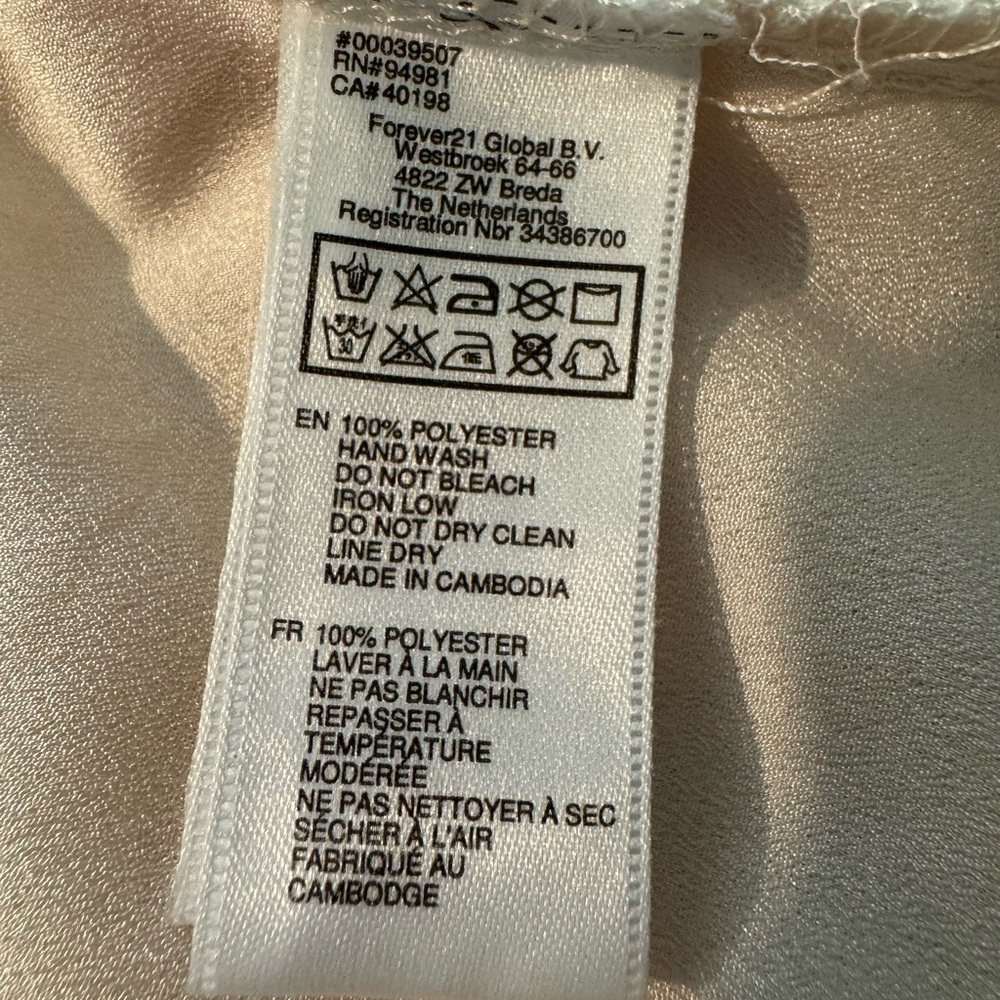 #00039507
RN#94981
CA#40198
Forever21 Global B.V.
Westbroek 64-66
4822 ZW Breda
The Netherlands
Registration Nbr 34386700
30
EN 100% POLYESTER
HAND WASH
DO NOT BLEACH
IRON LOW
DO NOT DRY CLEAN
LINE DRY
MADE IN CAMBODIA
FR 100% POLYESTER
LAVER À LA MAIN
NE PAS BLANCHIR
REPASSER À
TEMPÉRATURE
MODÉRÉE
NE PAS NETTOYER À SEC
SÉCHER À L'AIR
FABRIQUÉ AU
CAMBODGE